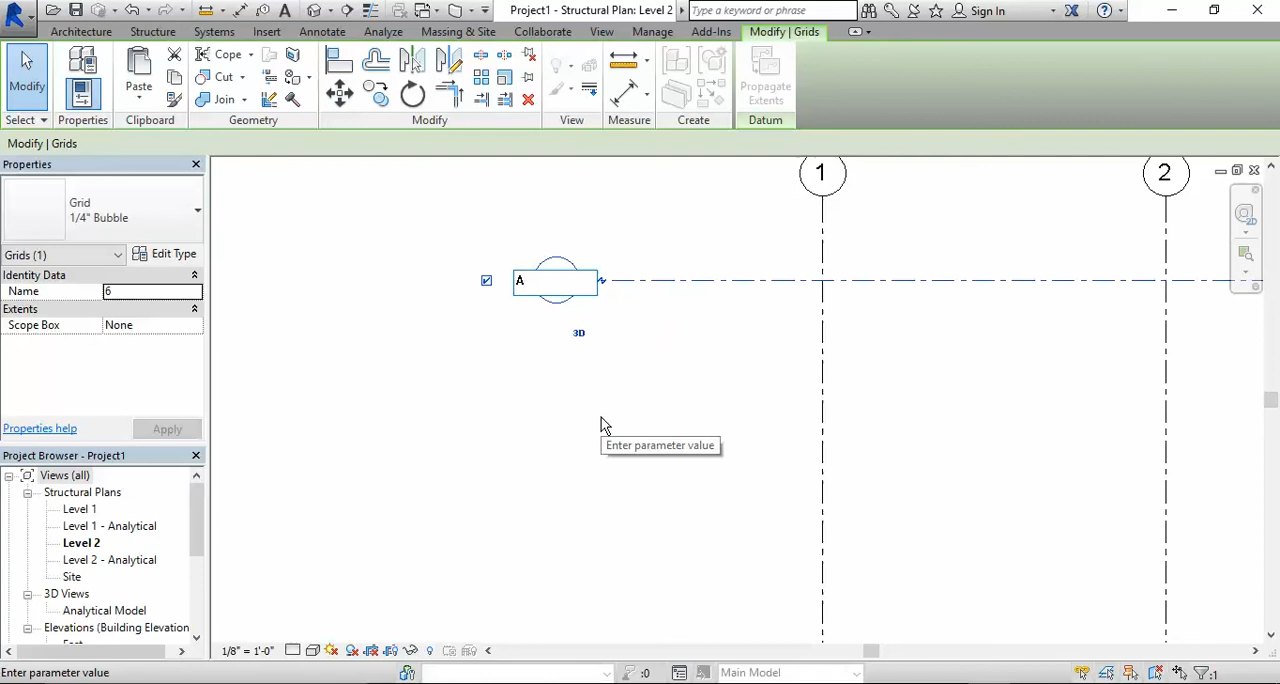 Project1 - Structural Plan: Level 2
Type a keyword or phrase
Sign In
Architecture Structure Systems Insert Annotate Analyze Massing & Site Collaborate View Manage Add-Ins Modify | Grids
Modify
Paste
Cope
Cut
Join
Propagate
Extents
Select Properties Clipboard Geometry Modify View Measure Create Datum
Modify | Grids
Properties
Grid
1/4" Bubble
Grids (1)
Edit Type
Identity Data
Name 6
Extents
Scope Box None
Properties help
Apply
Project Browser - Project1
Views (all)
Structural Plans
Level 1
Level 1 - Analytical
Level 2
Level 2 - Analytical
Site
3D Views
Analytical Model
Elevations (Building Elevation
1
2
2D
A
3D
Enter parameter value
1/8" = 1'-0"
Enter parameter value
:0
Main Model
:1